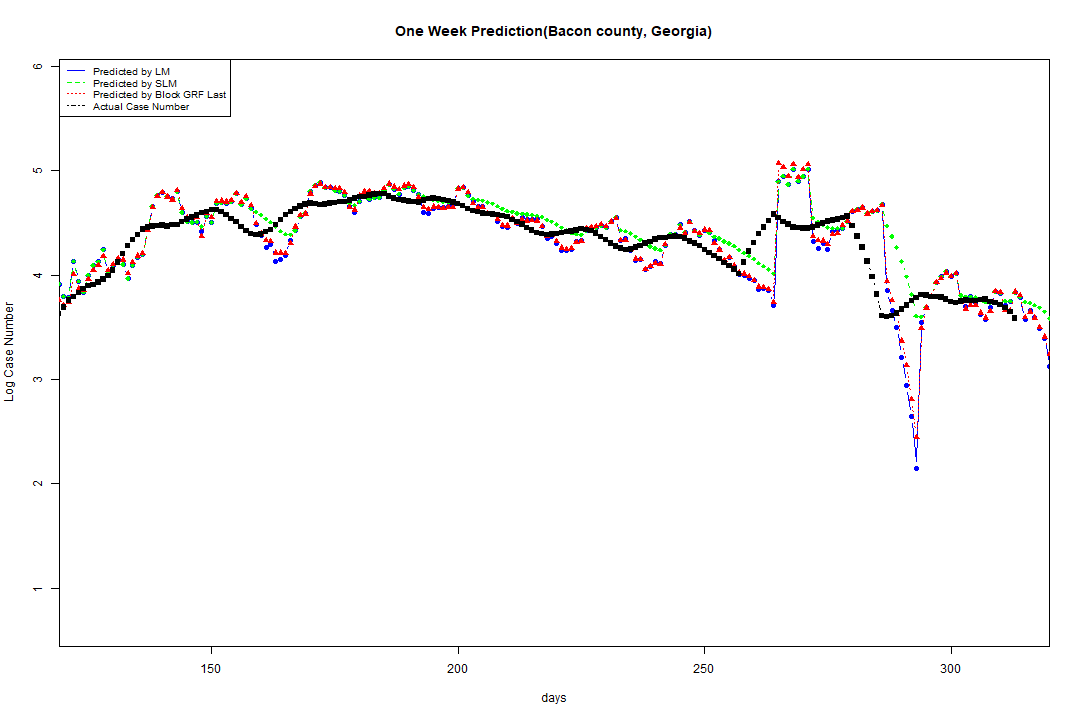 One Week Prediction(Bacon county, Georgia)
Predicted by LM
Predicted by SLM
Predicted by Block GRF Last
Actual Case Number
6
5
4
3
2
1
Log Case Number
150
200
250
300
days